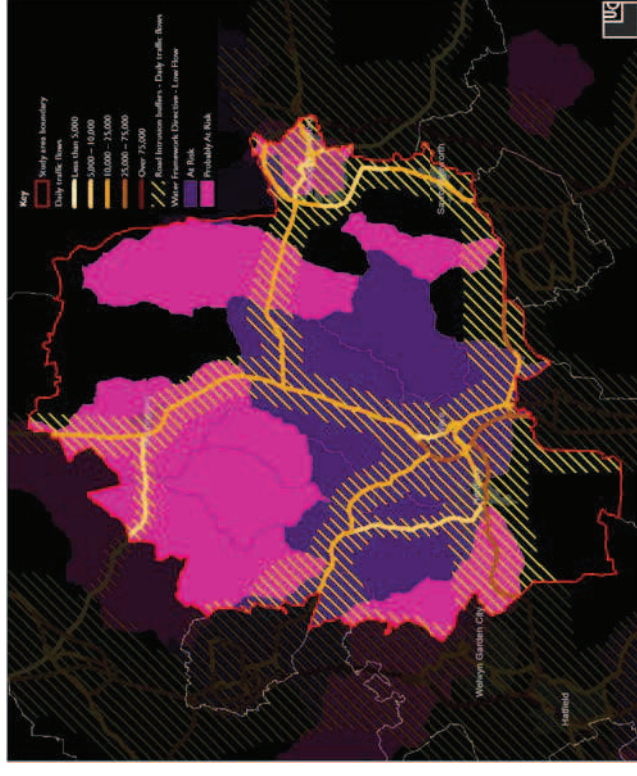 Key
Study area boundary
Daily traffic flows
Less than 5,000
5,000 – 10,000
10,000 – 25,000
25,000 – 75,000
Over 75,000
Road Intrusion buffers - Daily traffic flows
Water Framework Directive - Low Flow
At Risk
Probably At Risk
Welwyn Garden City
Hatfield